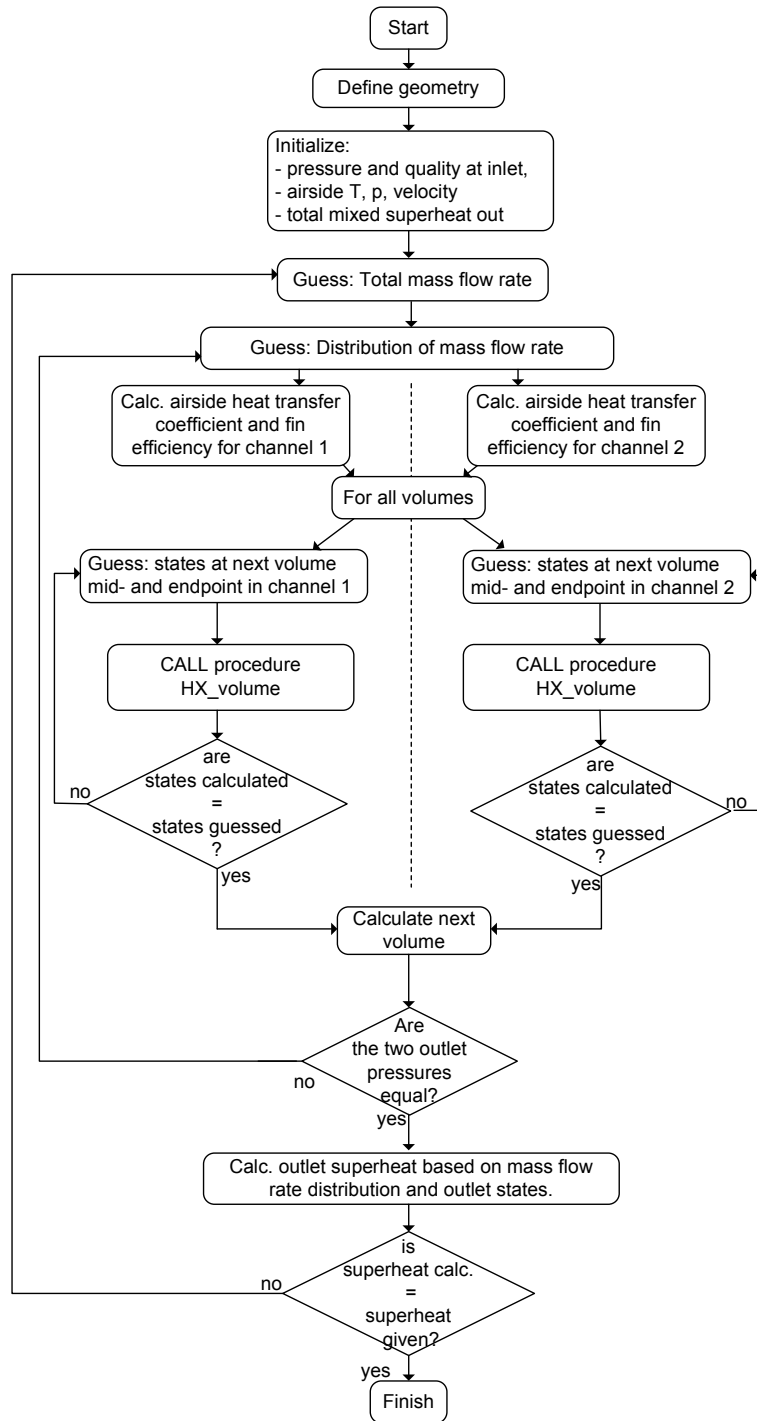 Start
Define geometry
Initialize:
- pressure and quality at inlet,
- airside T, p, velocity
- total mixed superheat out
Guess: Total mass flow rate
Guess: Distribution of mass flow rate
Calc. airside heat transfer
coefficient and fin
efficiency for channel 1
Calc. airside heat transfer
coefficient and fin
efficiency for channel 2
For all volumes
Guess: states at next volume
mid- and endpoint in channel 1
Guess: states at next volume
mid- and endpoint in channel 2
CALL procedure
HX_volume
CALL procedure
HX_volume
are
states calculated
=
states guessed
?
no
yes
are
states calculated
=
states guessed
?
no
yes
Calculate next
volume
Are
the two outlet
pressures
equal?
no
yes
Calc. outlet superheat based on mass flow
rate distribution and outlet states.
is
superheat calc.
=
superheat
given?
no
yes
Finish